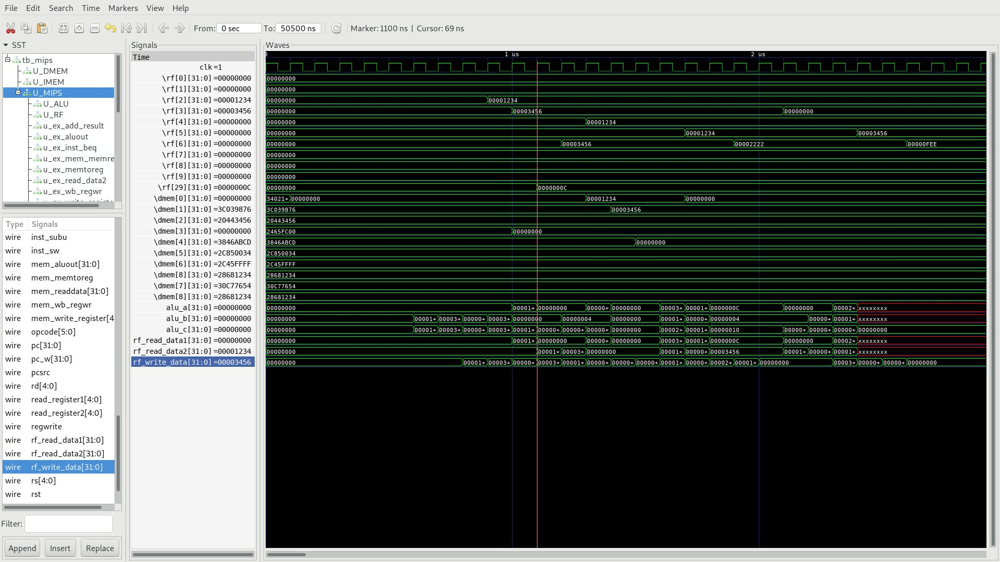 File Edit Search Time Markers View Help
From: 0 sec To: 50500 ns Marker: 1100 ns | Cursor: 69 ns
SST
tb_mips
U_DMEM
U_IMEM
U_MIPS
U_ALU
U_RF
u_ex_add_result
u_ex_aluout
u_ex_inst_beq
u_ex_mem_memre
u_ex_memtoreg
u_ex_read_data2
u_ex_wb_regwr
Type Signals
wire inst_subu
wire inst_sw
wire mem_aluout[31:0]
wire mem_memtoreg
wire mem_readdata[31:0]
wire mem_wb_regwr
wire mem_write_register[4
wire opcode[5:0]
wire pc[31:0]
wire pc_w[31:0]
wire pcsrc
wire rd[4:0]
wire read_register1[4:0]
wire read_register2[4:0]
wire regwrite
wire rf_read_data1[31:0]
wire rf_read_data2[31:0]
wire rf_write_data[31:0]
wire rs[4:0]
wire rst
Filter:
Append Insert Replace
Signals
Time
clk=1
\rf[0][31:0]=00000000
\rf[1][31:0]=00000000
\rf[2][31:0]=00001234
\rf[3][31:0]=00003456
\rf[4][31:0]=00000000
\rf[5][31:0]=00000000
\rf[6][31:0]=00000000
\rf[7][31:0]=00000000
\rf[8][31:0]=00000000
\rf[9][31:0]=00000000
\rf[29][31:0]=0000000C
\dmem[0][31:0]=00000000
\dmem[1][31:0]=3C039876
\dmem[2][31:0]=20443456
\dmem[3][31:0]=00000000
\dmem[4][31:0]=3846ABCD
\dmem[5][31:0]=2C850034
\dmem[6][31:0]=2C45FFFF
\dmem[8][31:0]=28681234
\dmem[7][31:0]=30C77654
\dmem[8][31:0]=28681234
alu_a[31:0]=00000000
alu_b[31:0]=00000000
alu_c[31:0]=00000000
rf_read_data1[31:0]=00000000
rf_read_data2[31:0]=00001234
rf_write_data[31:0]=00003456
Waves
0 1 us 2 us
00000000
00000000
00000000 00001234
00000000 00003456 00000000
00000000 00001234
00000000 00001234 00003456
00000000 00003456 00002222 00000FEE
00000000
00000000
00000000
00000000 0000000C
34021+ 00000000 00001234 00000000
3C039876 00003456
20443456
2465FC00 00000000
3846ABCD 00000000
2C850034
2C45FFFF
28681234
30C77654
28681234
00000000 00001+ 00000000 00000+ 00000000 00003+ 00001+ 0000000C 00000000 00002+ xxxxxxxx
00000000 00001+ 00003+ 00000+ 00003+ 00000000 00000004 00000000 00001+ 00000+ 00000004 00000+ 00001+ xxxxxxxx
00000000 00001+ 00003+ 00000+ 00003+ 00001+ 00000+ 00000+ 00000+ 00000000 00002+ 00001+ 00000010 00000+ 00000+ 00000+ 00000000
00000000 00001+ 00000000 00000+ 00000000 00003+ 00001+ 0000000C 00000000 00002+ xxxxxxxx
00000000 00001+ 00003+ 00000000 00001+ 00000+ 00003456 00001+ 00000+ 00001+ xxxxxxxx
00000000 00001+ 00003+ 00000+ 00003+ 00001+ 00000+ 00000+ 00000+ 00001+ 00000+ 00002+ 00001+ 00000000 00003+ 00000+ 00000+ 00000000